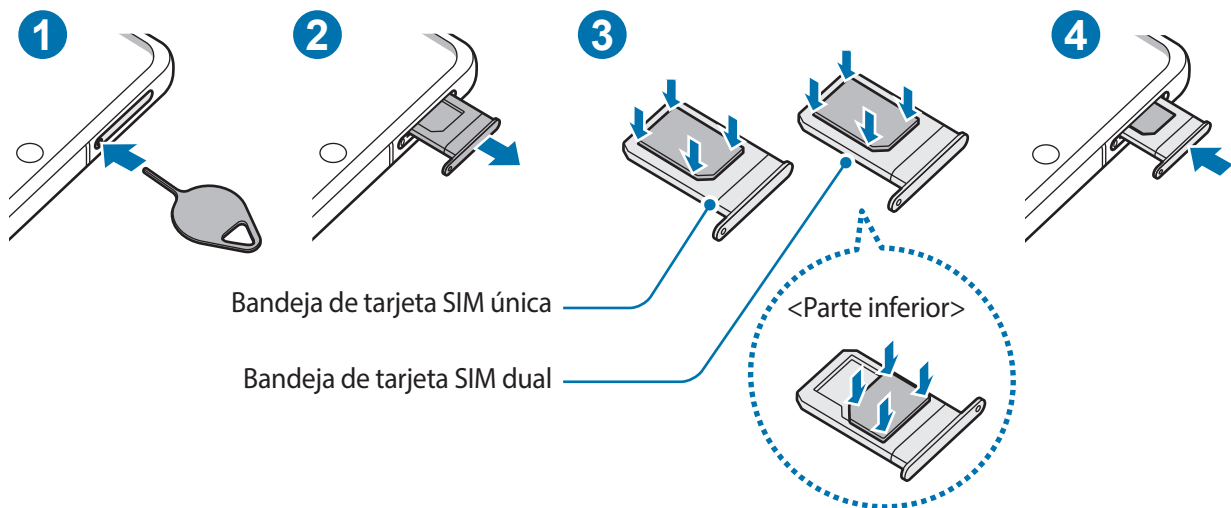 1
2
3
4
Bandeja de tarjeta SIM única
<Parte inferior>
Bandeja de tarjeta SIM dual